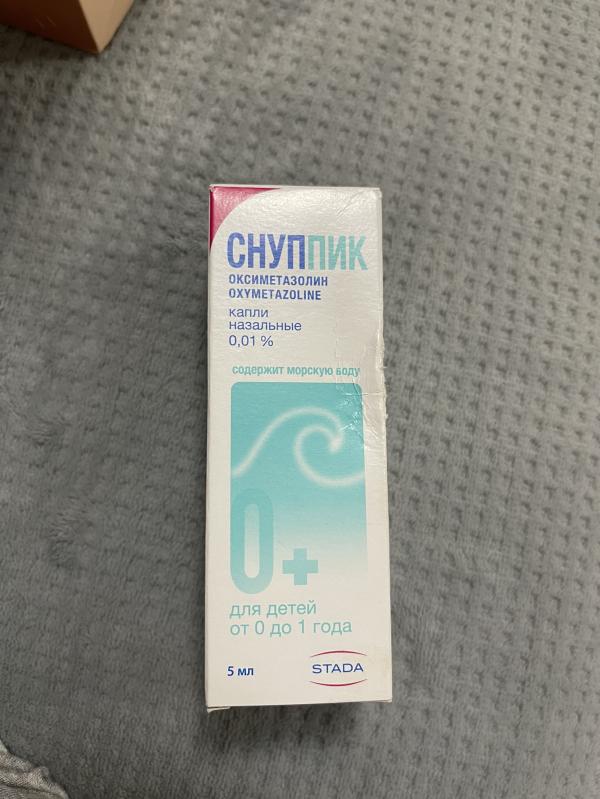 СНУППИК
ОКСИМЕТАЗОЛИН
OXYMETAZOLINE
капли
назальные
0,01 %
содержит морскую воду
0+
для детей
от 0 до 1 года
5 мл
STADA